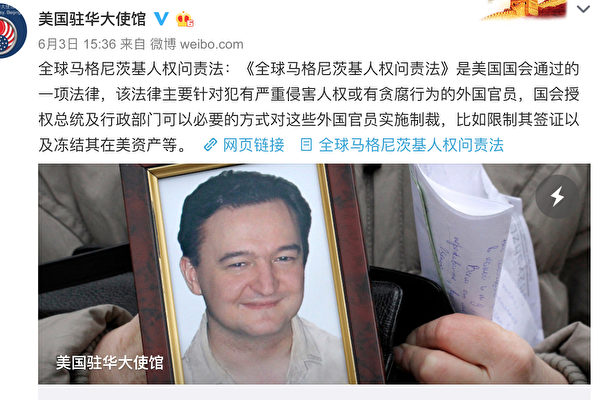 美国驻华大使馆
6月3日 15:36 来自 微博 weibo.com
全球马格尼茨基人权问责法：《全球马格尼茨基人权问责法》是美国国会通过的
一项法律，该法律主要针对犯有严重侵害人权或有贪腐行为的外国官员，国会授
权总统及行政部门可以必要的方式对这些外国官员实施制裁，比如限制其签证以
及冻结其在美资产等。 网页链接 全球马格尼茨基人权问责法
美国驻华大使馆